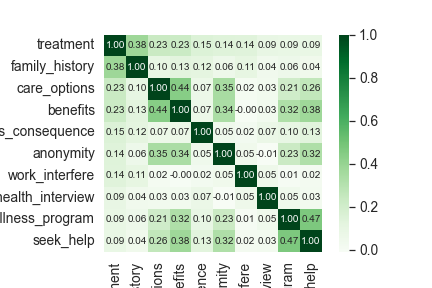 treatment 1.00 0.38 0.23 0.23 0.15 0.14 0.14 0.09 0.09 0.09
family_history 0.38 1.00 0.10 0.13 0.12 0.06 0.11 0.04 0.06 0.04
care_options 0.23 0.10 1.00 0.44 0.07 0.35 0.02 0.03 0.21 0.26
benefits 0.23 0.13 0.44 1.00 0.07 0.34 -0.00 0.03 0.32 0.38
s_consequence 0.15 0.12 0.07 0.07 1.00 0.05 0.02 0.07 0.10 0.13
anonymity 0.14 0.06 0.35 0.34 0.05 1.00 0.05 -0.01 0.23 0.32
work_interfere 0.14 0.11 0.02 -0.00 0.02 0.05 1.00 0.05 0.01 0.02
health_interview 0.09 0.04 0.03 0.03 0.07 -0.01 0.05 1.00 0.05 0.03
llness_program 0.09 0.06 0.21 0.32 0.10 0.23 0.01 0.05 1.00 0.47
seek_help 0.09 0.04 0.26 0.38 0.13 0.32 0.02 0.03 0.47 1.00
ment
tory
ions
efits
ence
mity
fere
view
gram
help
1.0
0.8
0.6
0.4
0.2
0.0